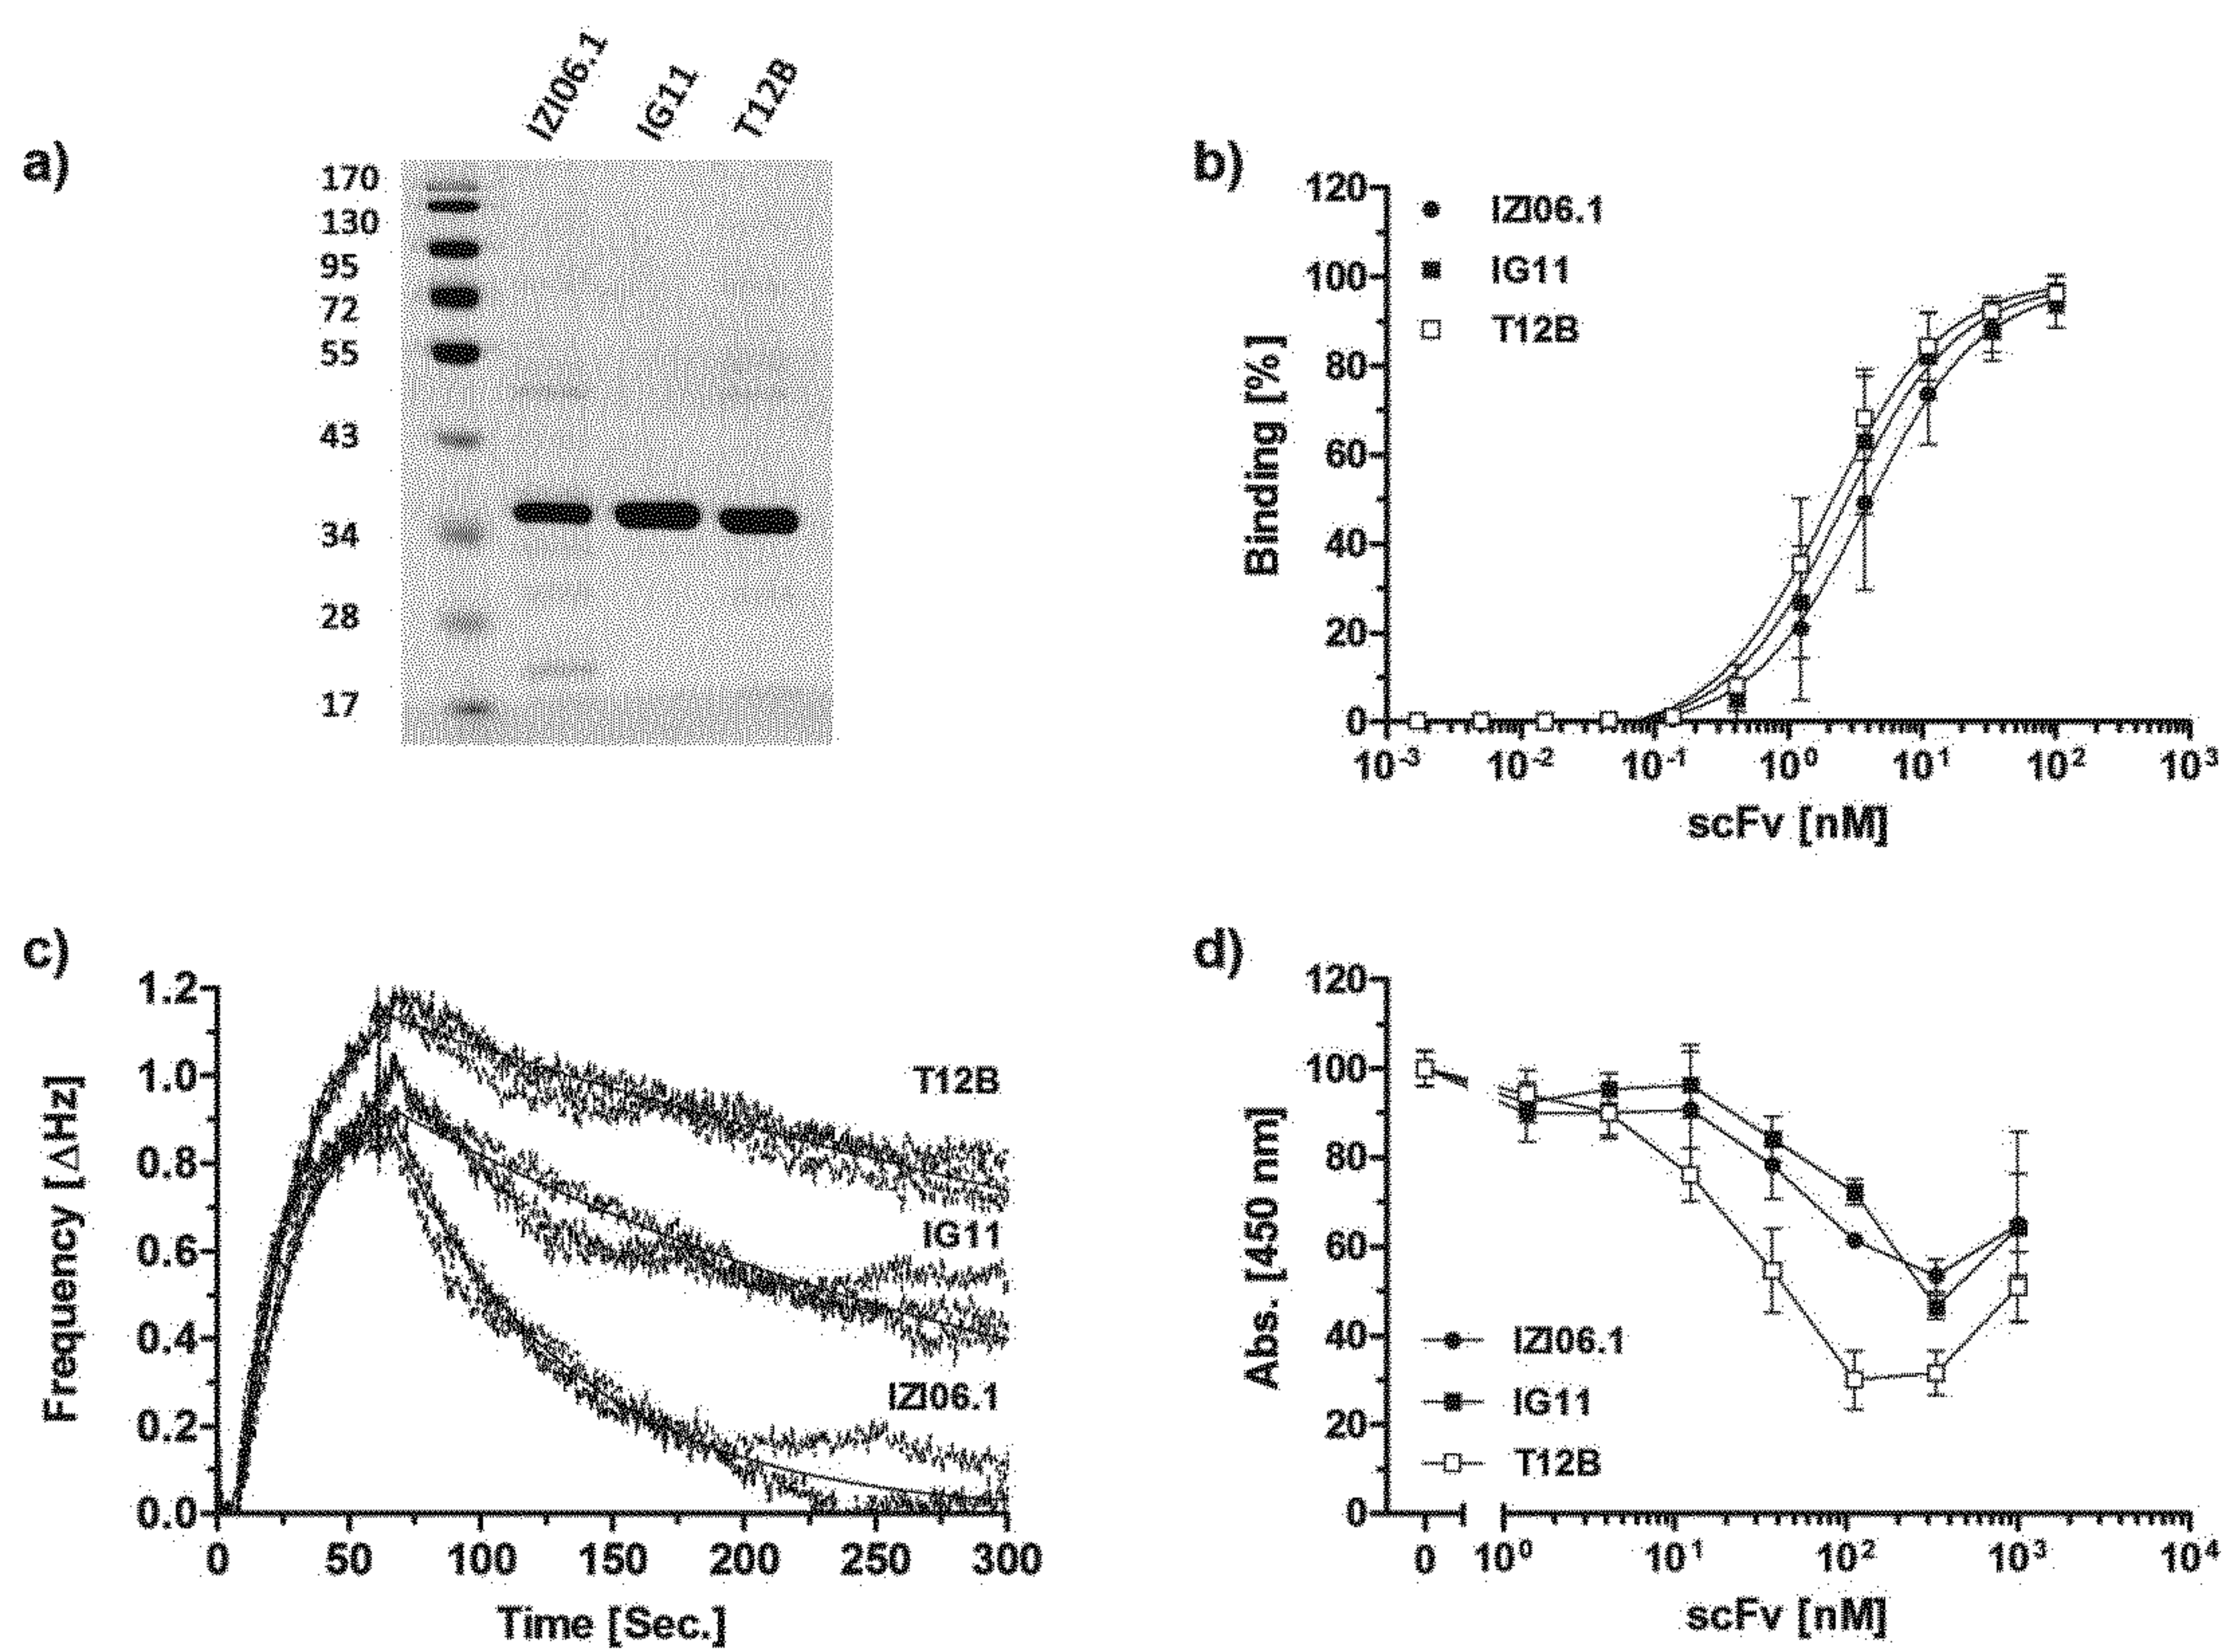 a)
IZI06.1 IG11 T12B
170
130
95
72
55
43
34
28
17
b)
120
100
80
60
40
20
0
Binding [%]
IZI06.1
IG11
T12B
10-3 10-2 10-1 100 101 102 103
scFv [nM]
c)
1.2
1.0
0.8
0.6
0.4
0.2
0.0
Frequency [ΔHz]
T12B
IG11
IZI06.1
0 50 100 150 200 250 300
Time [Sec.]
d)
120
100
80
60
40
20
0
Abs. [450 nm]
IZI06.1
IG11
T12B
0 100 101 102 103 104
scFv [nM]